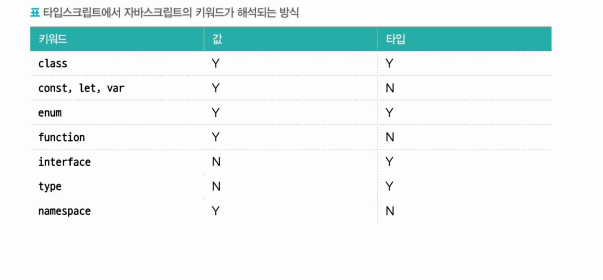 표 타입스크립트에서 자바스크립트의 키워드가 해석되는 방식
키워드 값 타입
class Y Y
const, let, var Y N
enum Y Y
function Y N
interface N Y
type N Y
namespace Y N